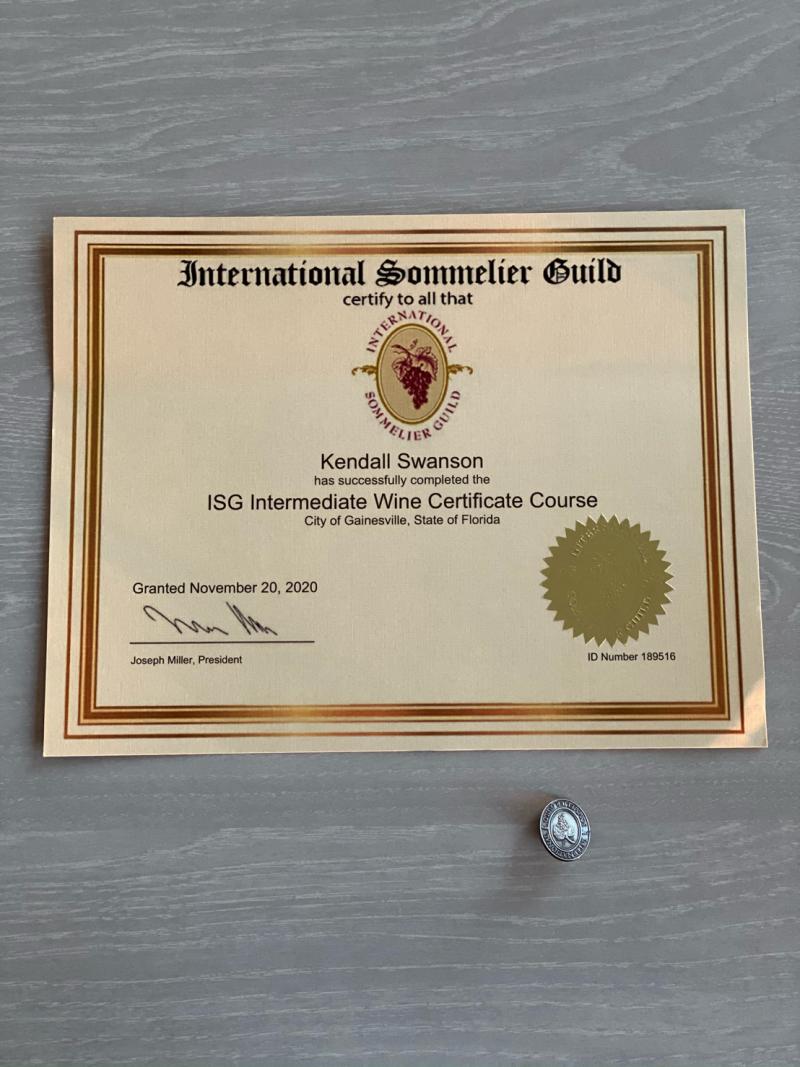 International Sommelier Guild
certify to all that
INTERNATIONAL
SOMMELIER GUILD
Kendall Swanson
has successfully completed the
ISG Intermediate Wine Certificate Course
City of Gainesville, State of Florida
Granted November 20, 2020
Joseph Miller, President
ID Number 189516